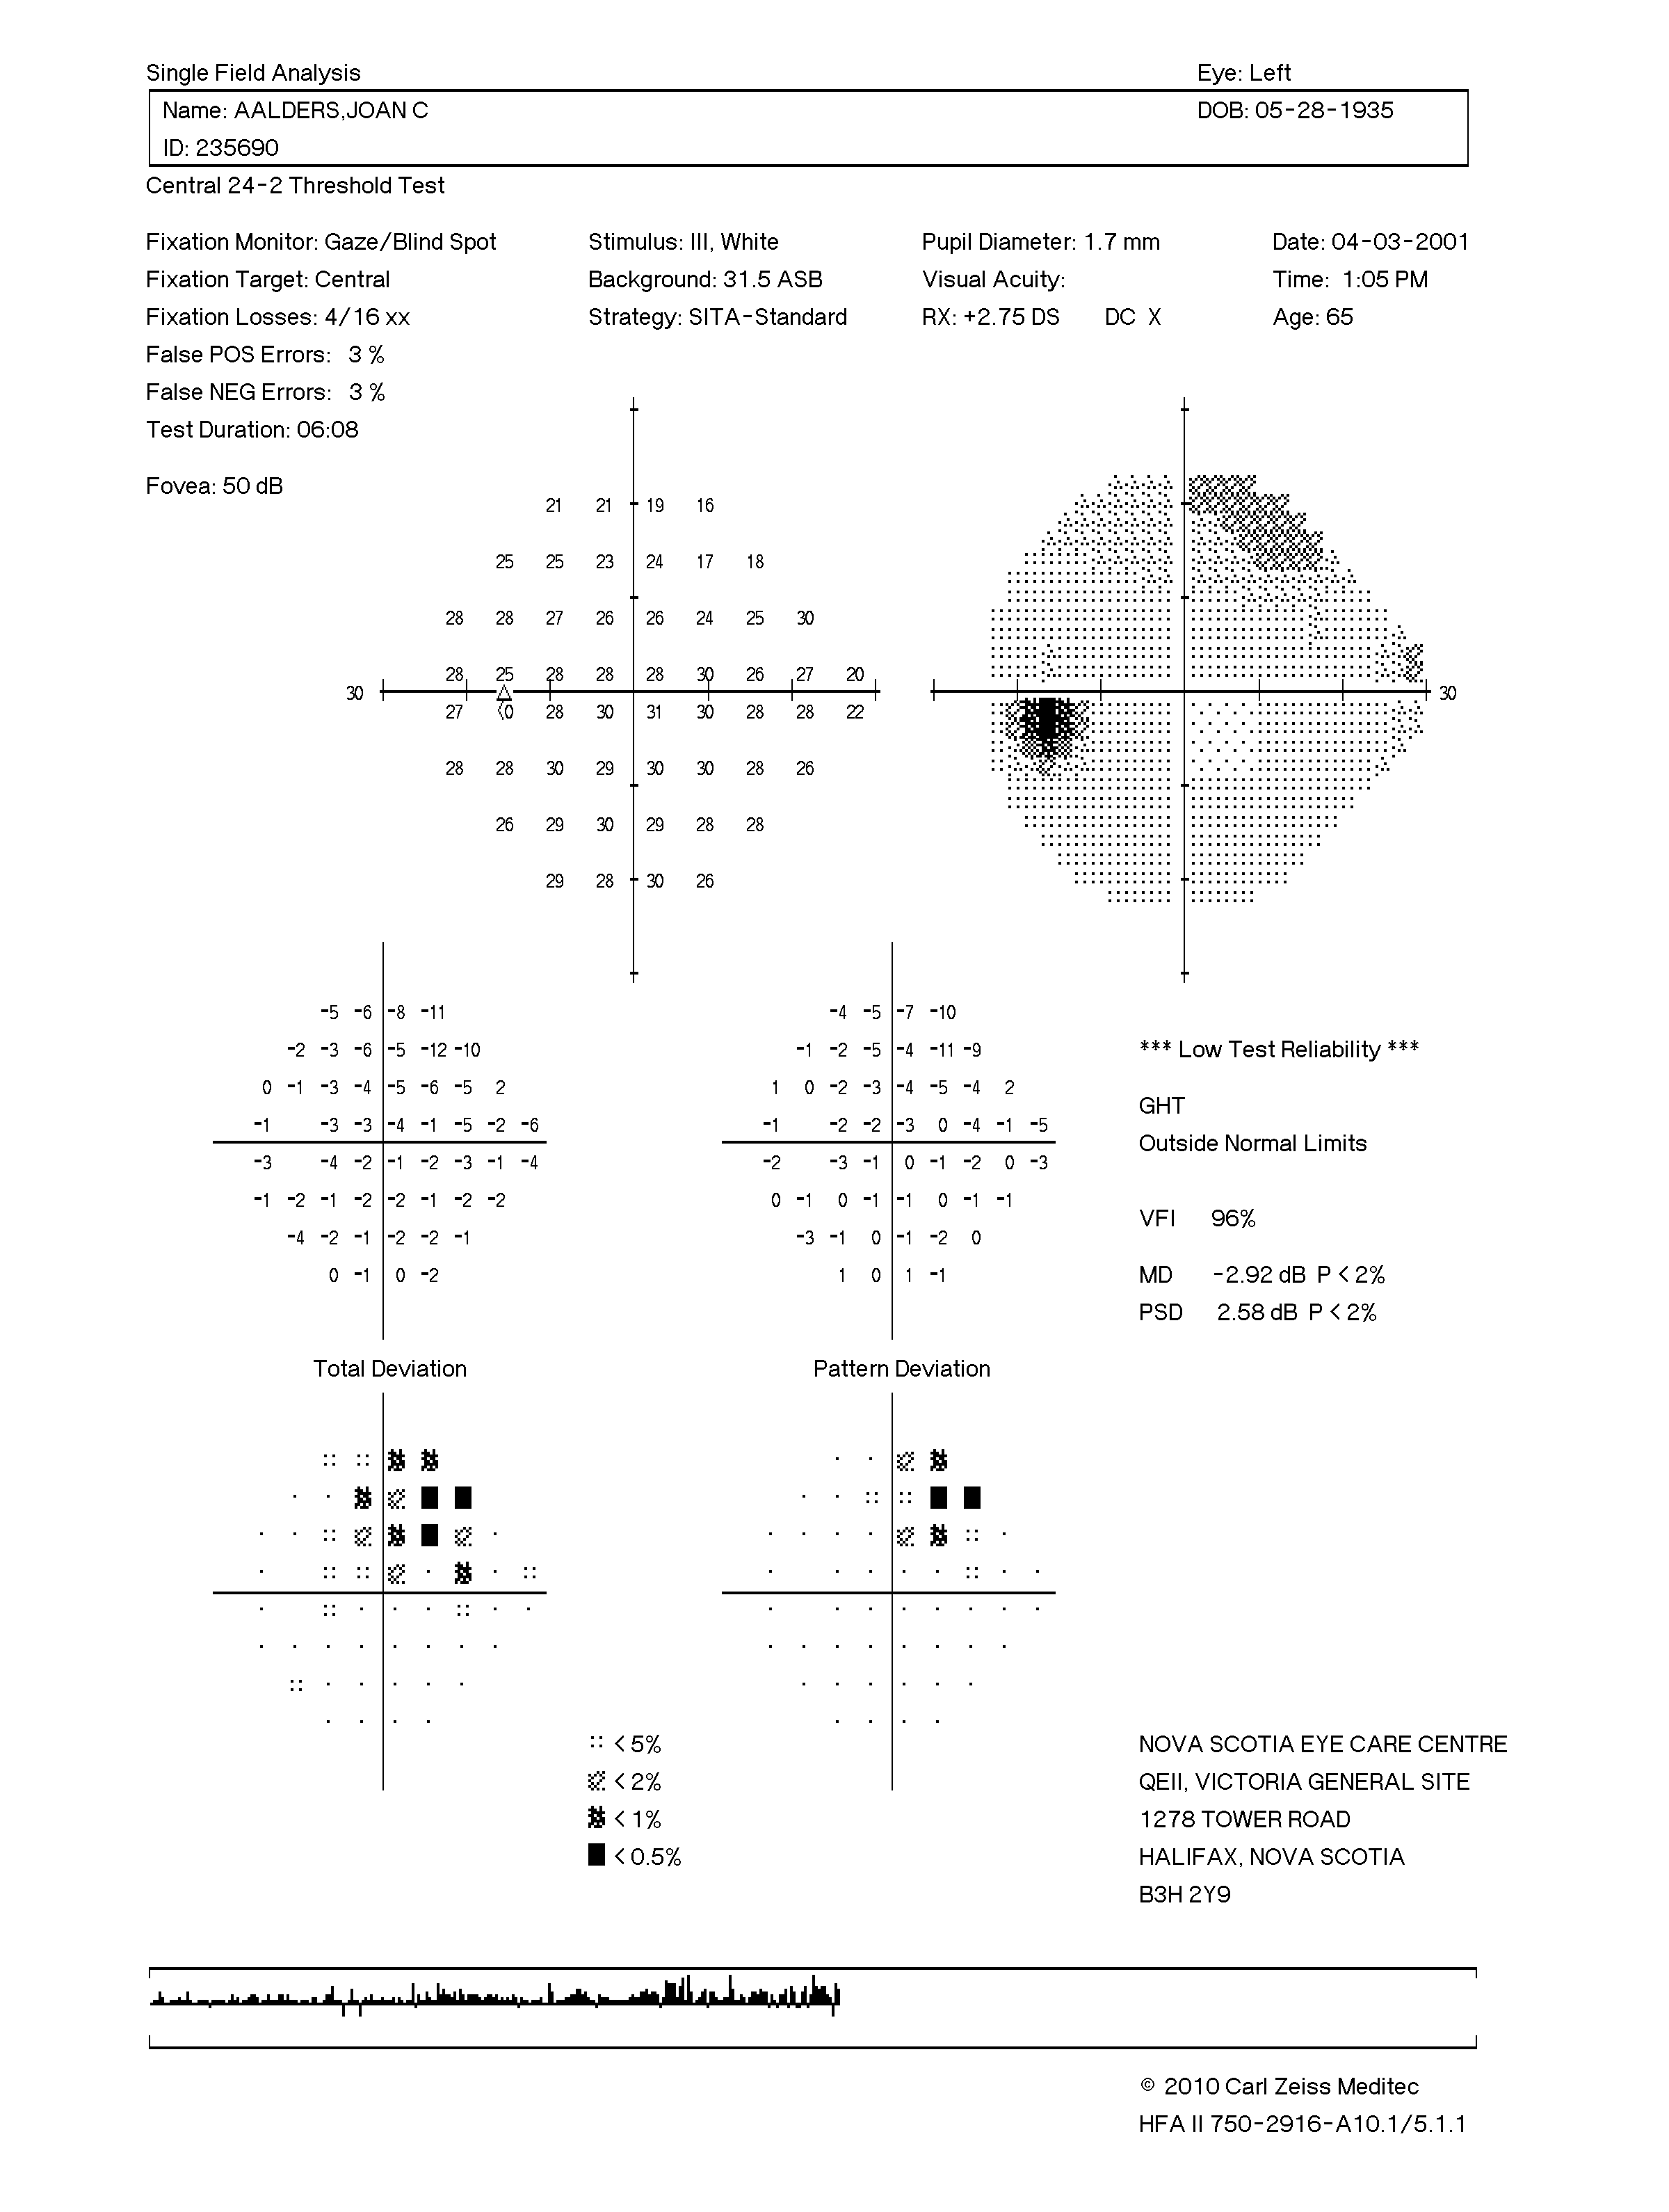 Single Field Analysis Eye: Left
Name: AALDERS,JOAN C DOB: 05-28-1935
ID: 235690
Central 24-2 Threshold Test
Fixation Monitor: Gaze/Blind Spot Stimulus: III, White Pupil Diameter: 1.7 mm Date: 04-03-2001
Fixation Target: Central Background: 31.5 ASB Visual Acuity: Time: 1:05 PM
Fixation Losses: 4/16 xx Strategy: SITA-Standard RX: +2.75 DS DC X Age: 65
False POS Errors: 3 %
False NEG Errors: 3 %
Test Duration: 06:08
Fovea: 50 dB
21 21 19 16
25 25 23 24 17 18
28 28 27 26 26 24 25 30
28 25 28 28 28 30 26 27 20
30 30
27 <0 28 30 31 30 28 28 22
28 28 30 29 30 30 28 26
26 29 30 29 28 28
29 28 30 26
-5 -6 -8 -11 -4 -5 -7 -10
-2 -3 -6 -5 -12 -10 -1 -2 -5 -4 -11 -9 *** Low Test Reliability ***
0 -1 -3 -4 -5 -6 -5 2 1 0 -2 -3 -4 -5 -4 2
GHT
-1 -3 -3 -4 -1 -5 -2 -6 -1 -2 -2 -3 0 -4 -1 -5
Outside Normal Limits
-3 -4 -2 -1 -2 -3 -1 -4 -2 -3 -1 0 -1 -2 0 -3
-1 -2 -1 -2 -2 -1 -2 -2 0 -1 0 -1 -1 0 -1 -1
VFI 96%
-4 -2 -1 -2 -2 -1 -3 -1 0 -1 -2 0
0 -1 0 -2 1 0 1 -1 MD -2.92 dB P < 2%
PSD 2.58 dB P < 2%
Total Deviation Pattern Deviation
< 5% NOVA SCOTIA EYE CARE CENTRE
< 2% QEII, VICTORIA GENERAL SITE
< 1% 1278 TOWER ROAD
< 0.5% HALIFAX, NOVA SCOTIA
B3H 2Y9
© 2010 Carl Zeiss Meditec
HFA II 750-2916-A10.1/5.1.1